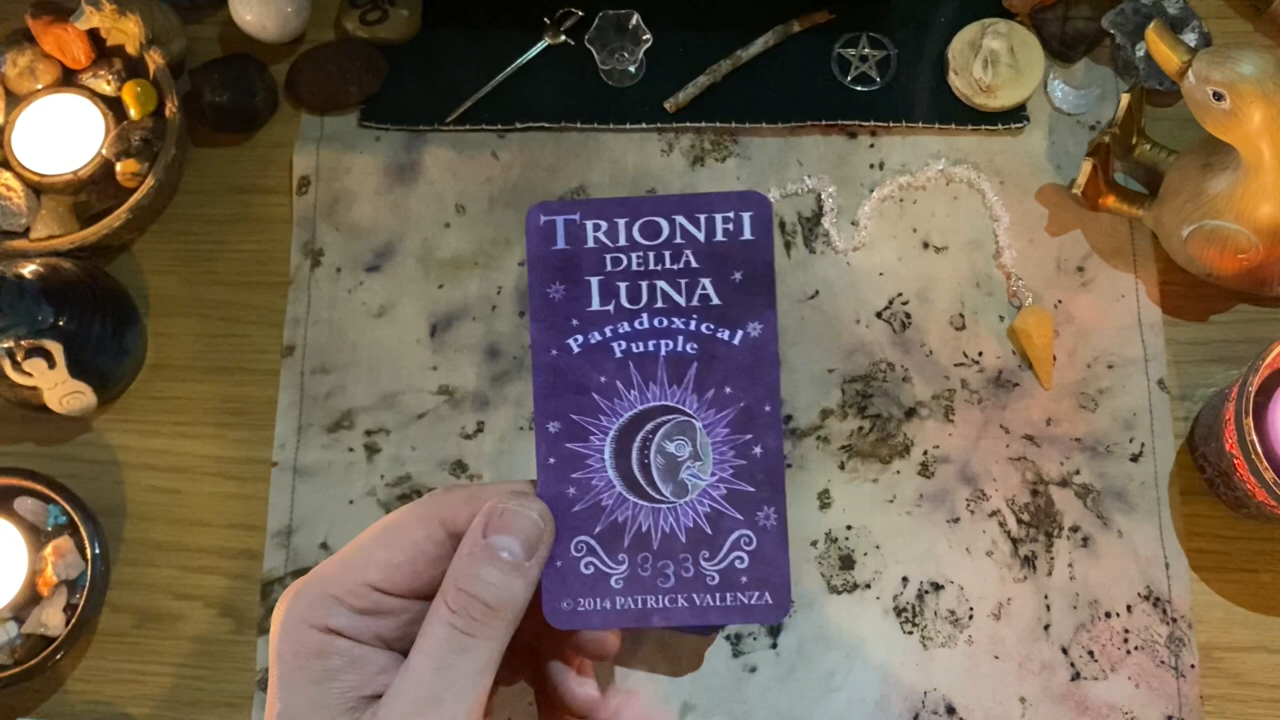 TRIONFI
DELLA
LUNA
Paradoxical
Purple
333
© 2014 PATRICK VALENZA